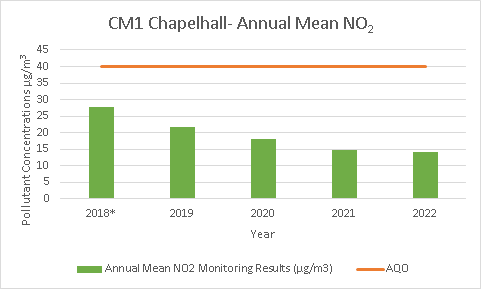 CM1 Chapelhall- Annual Mean NO₂
Pollutant Concentrations µg/m³
45
40
35
30
25
20
15
10
5
0
2018* 2019 2020 2021 2022
Year
Annual Mean NO2 Monitoring Results (µg/m3) AQO